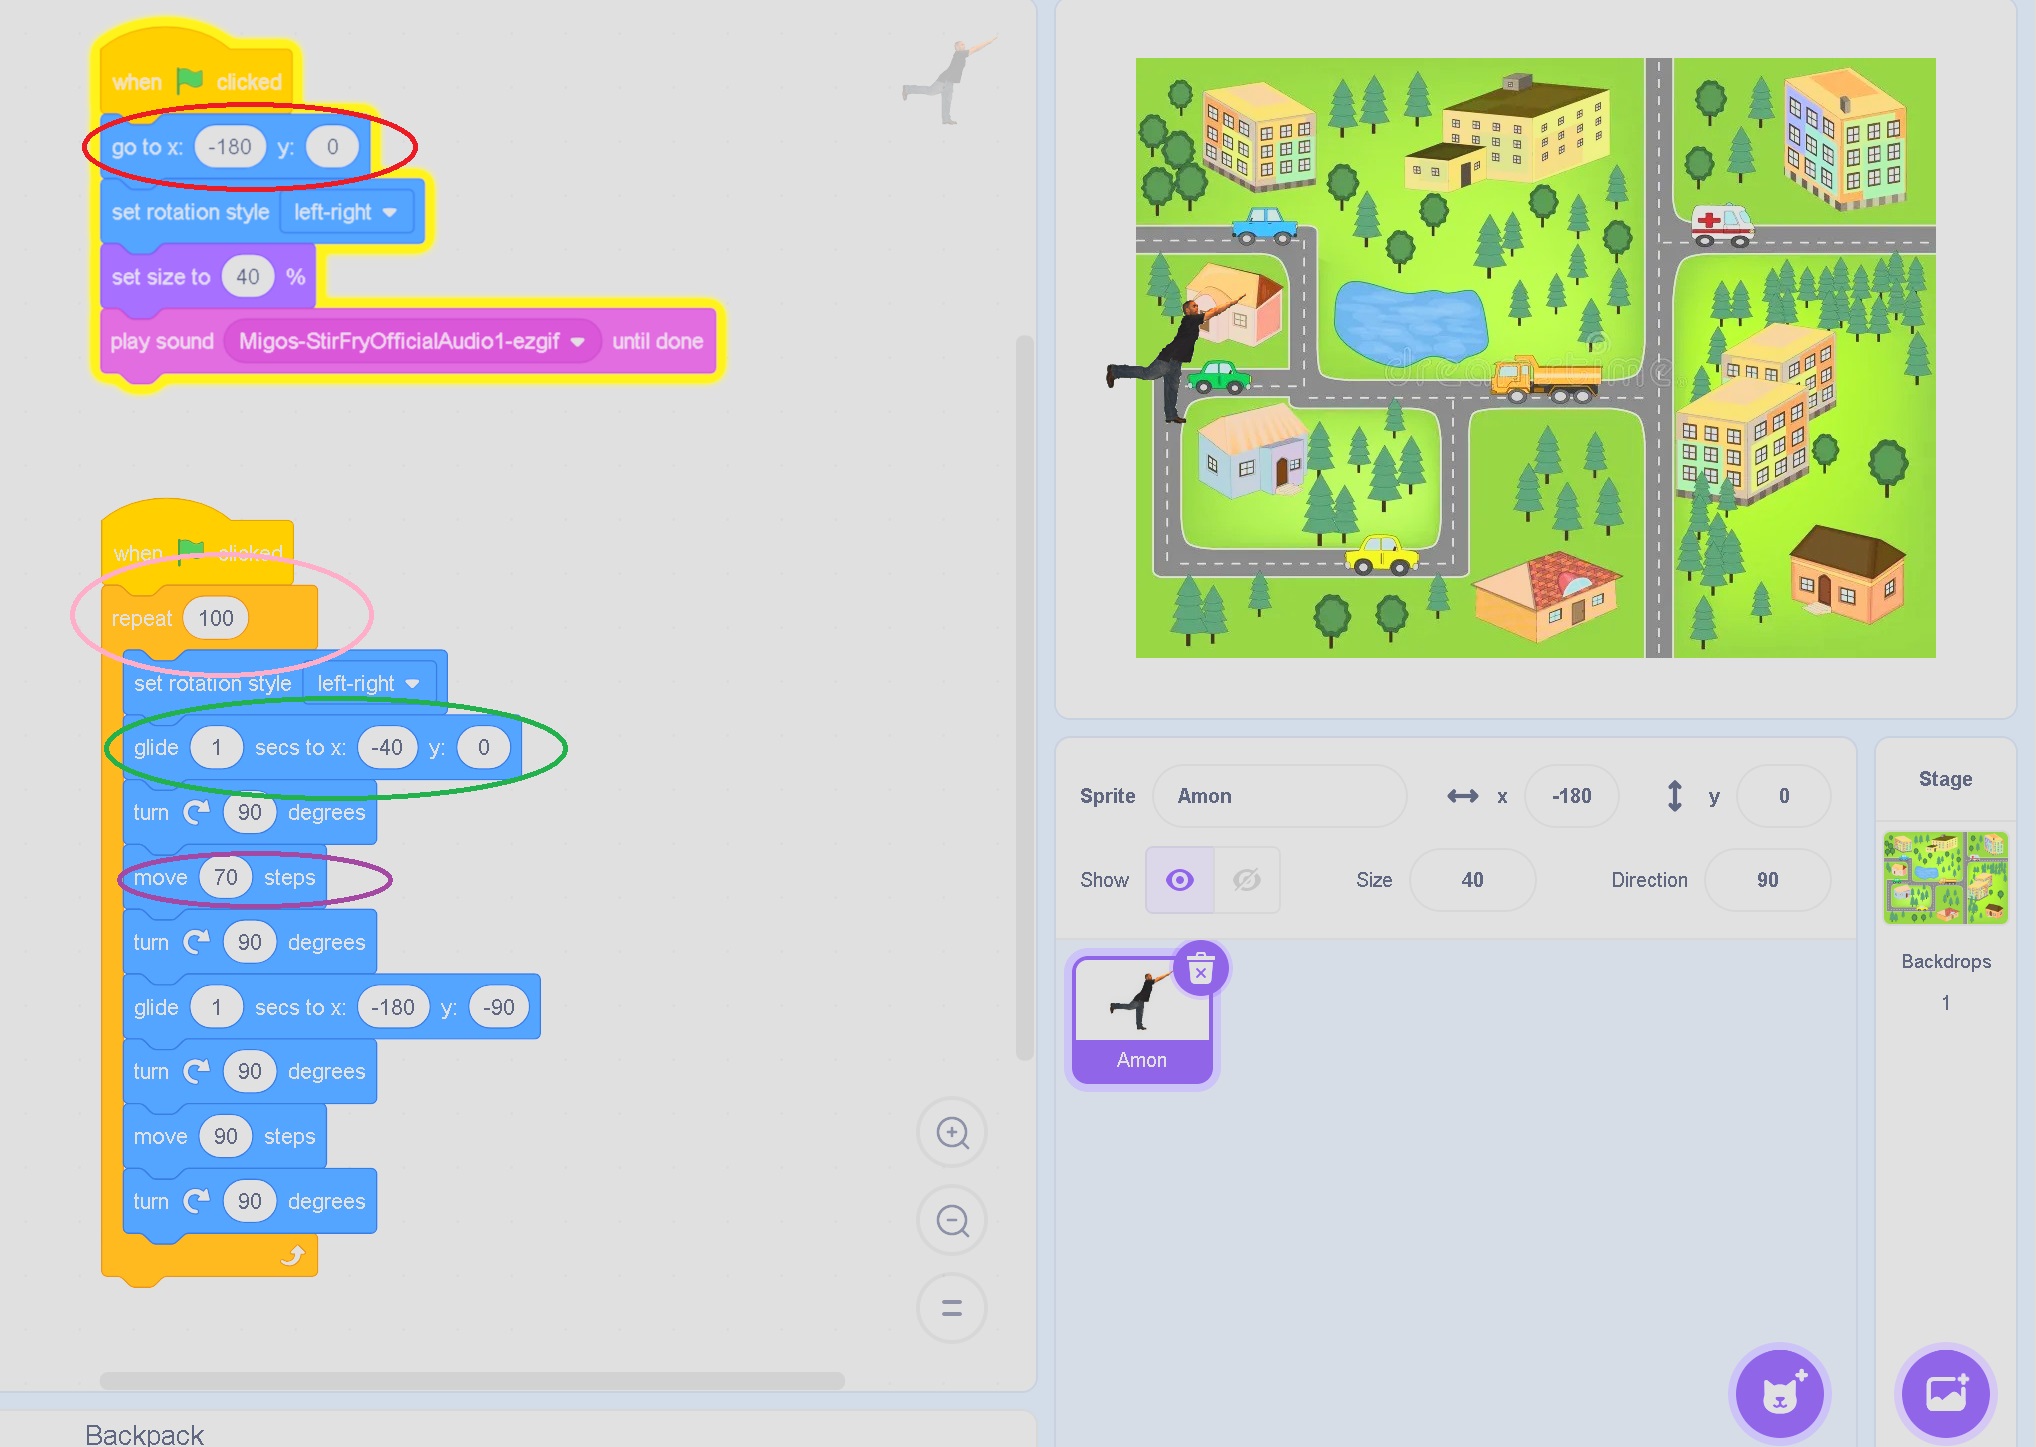 when clicked
go to x: -180 y: 0
set rotation style left-right
set size to 40 %
play sound Migos-StirFryOfficialAudio1-ezgif until done
when clicked
repeat 100
set rotation style left-right
glide 1 secs to x: -40 y: 0
turn 90 degrees
move 70 steps
turn 90 degrees
glide 1 secs to x: -180 y: -90
turn 90 degrees
move 90 steps
turn 90 degrees
Backpack
dreamstime
Sprite Amon x -180 y 0
Show Size 40 Direction 90
Amon
Stage
Backdrops
1